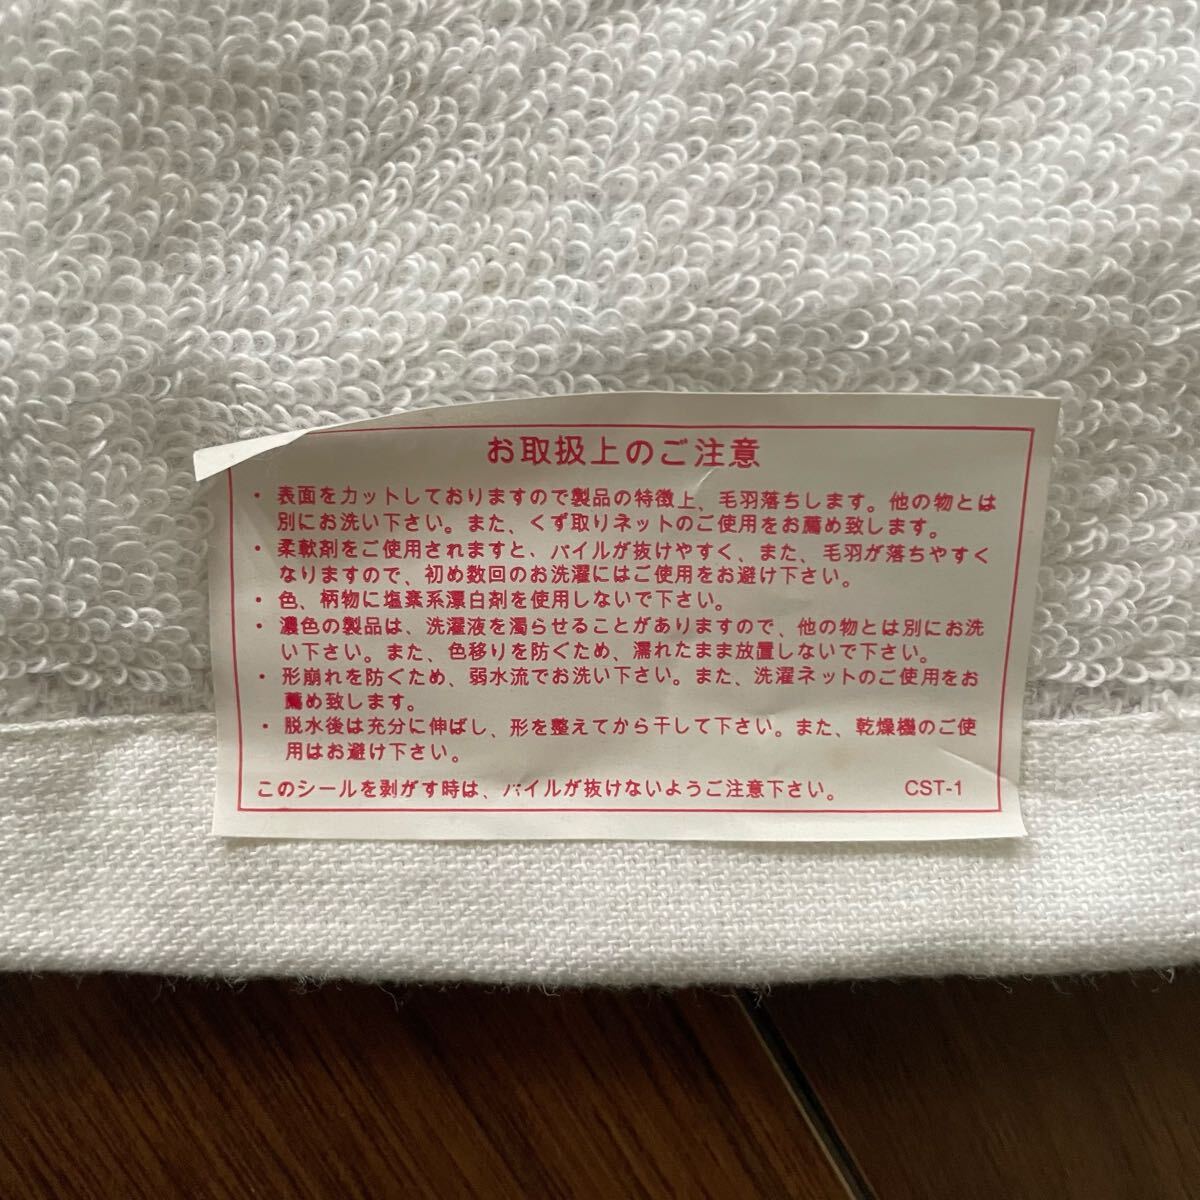 お取扱上のご注意
・表面をカットしておりますので製品の特徴上、毛羽落ちします。他の物とは
別にお洗い下さい。また、くず取りネットのご使用をお薦め致します。
・柔軟剤をご使用されますと、パイルが抜けやすく、また、毛羽が落ちやすく
なりますので、初め数回のお洗濯にはご使用をお避け下さい。
・色、柄物に塩素系漂白剤を使用しないで下さい。
・濃色の製品は、洗濯液を濁らせることがありますので、他の物とは別にお洗
い下さい。また、色移りを防ぐため、濡れたまま放置しないで下さい。
・形崩れを防ぐため、弱水流でお洗い下さい。また、洗濯ネットのご使用をお
薦め致します。
・脱水後は充分に伸ばし、形を整えてから干して下さい。また、乾燥機のご使
用はお避け下さい。
このシールを剥がす時は、パイルが抜けないようご注意下さい。 CST-1